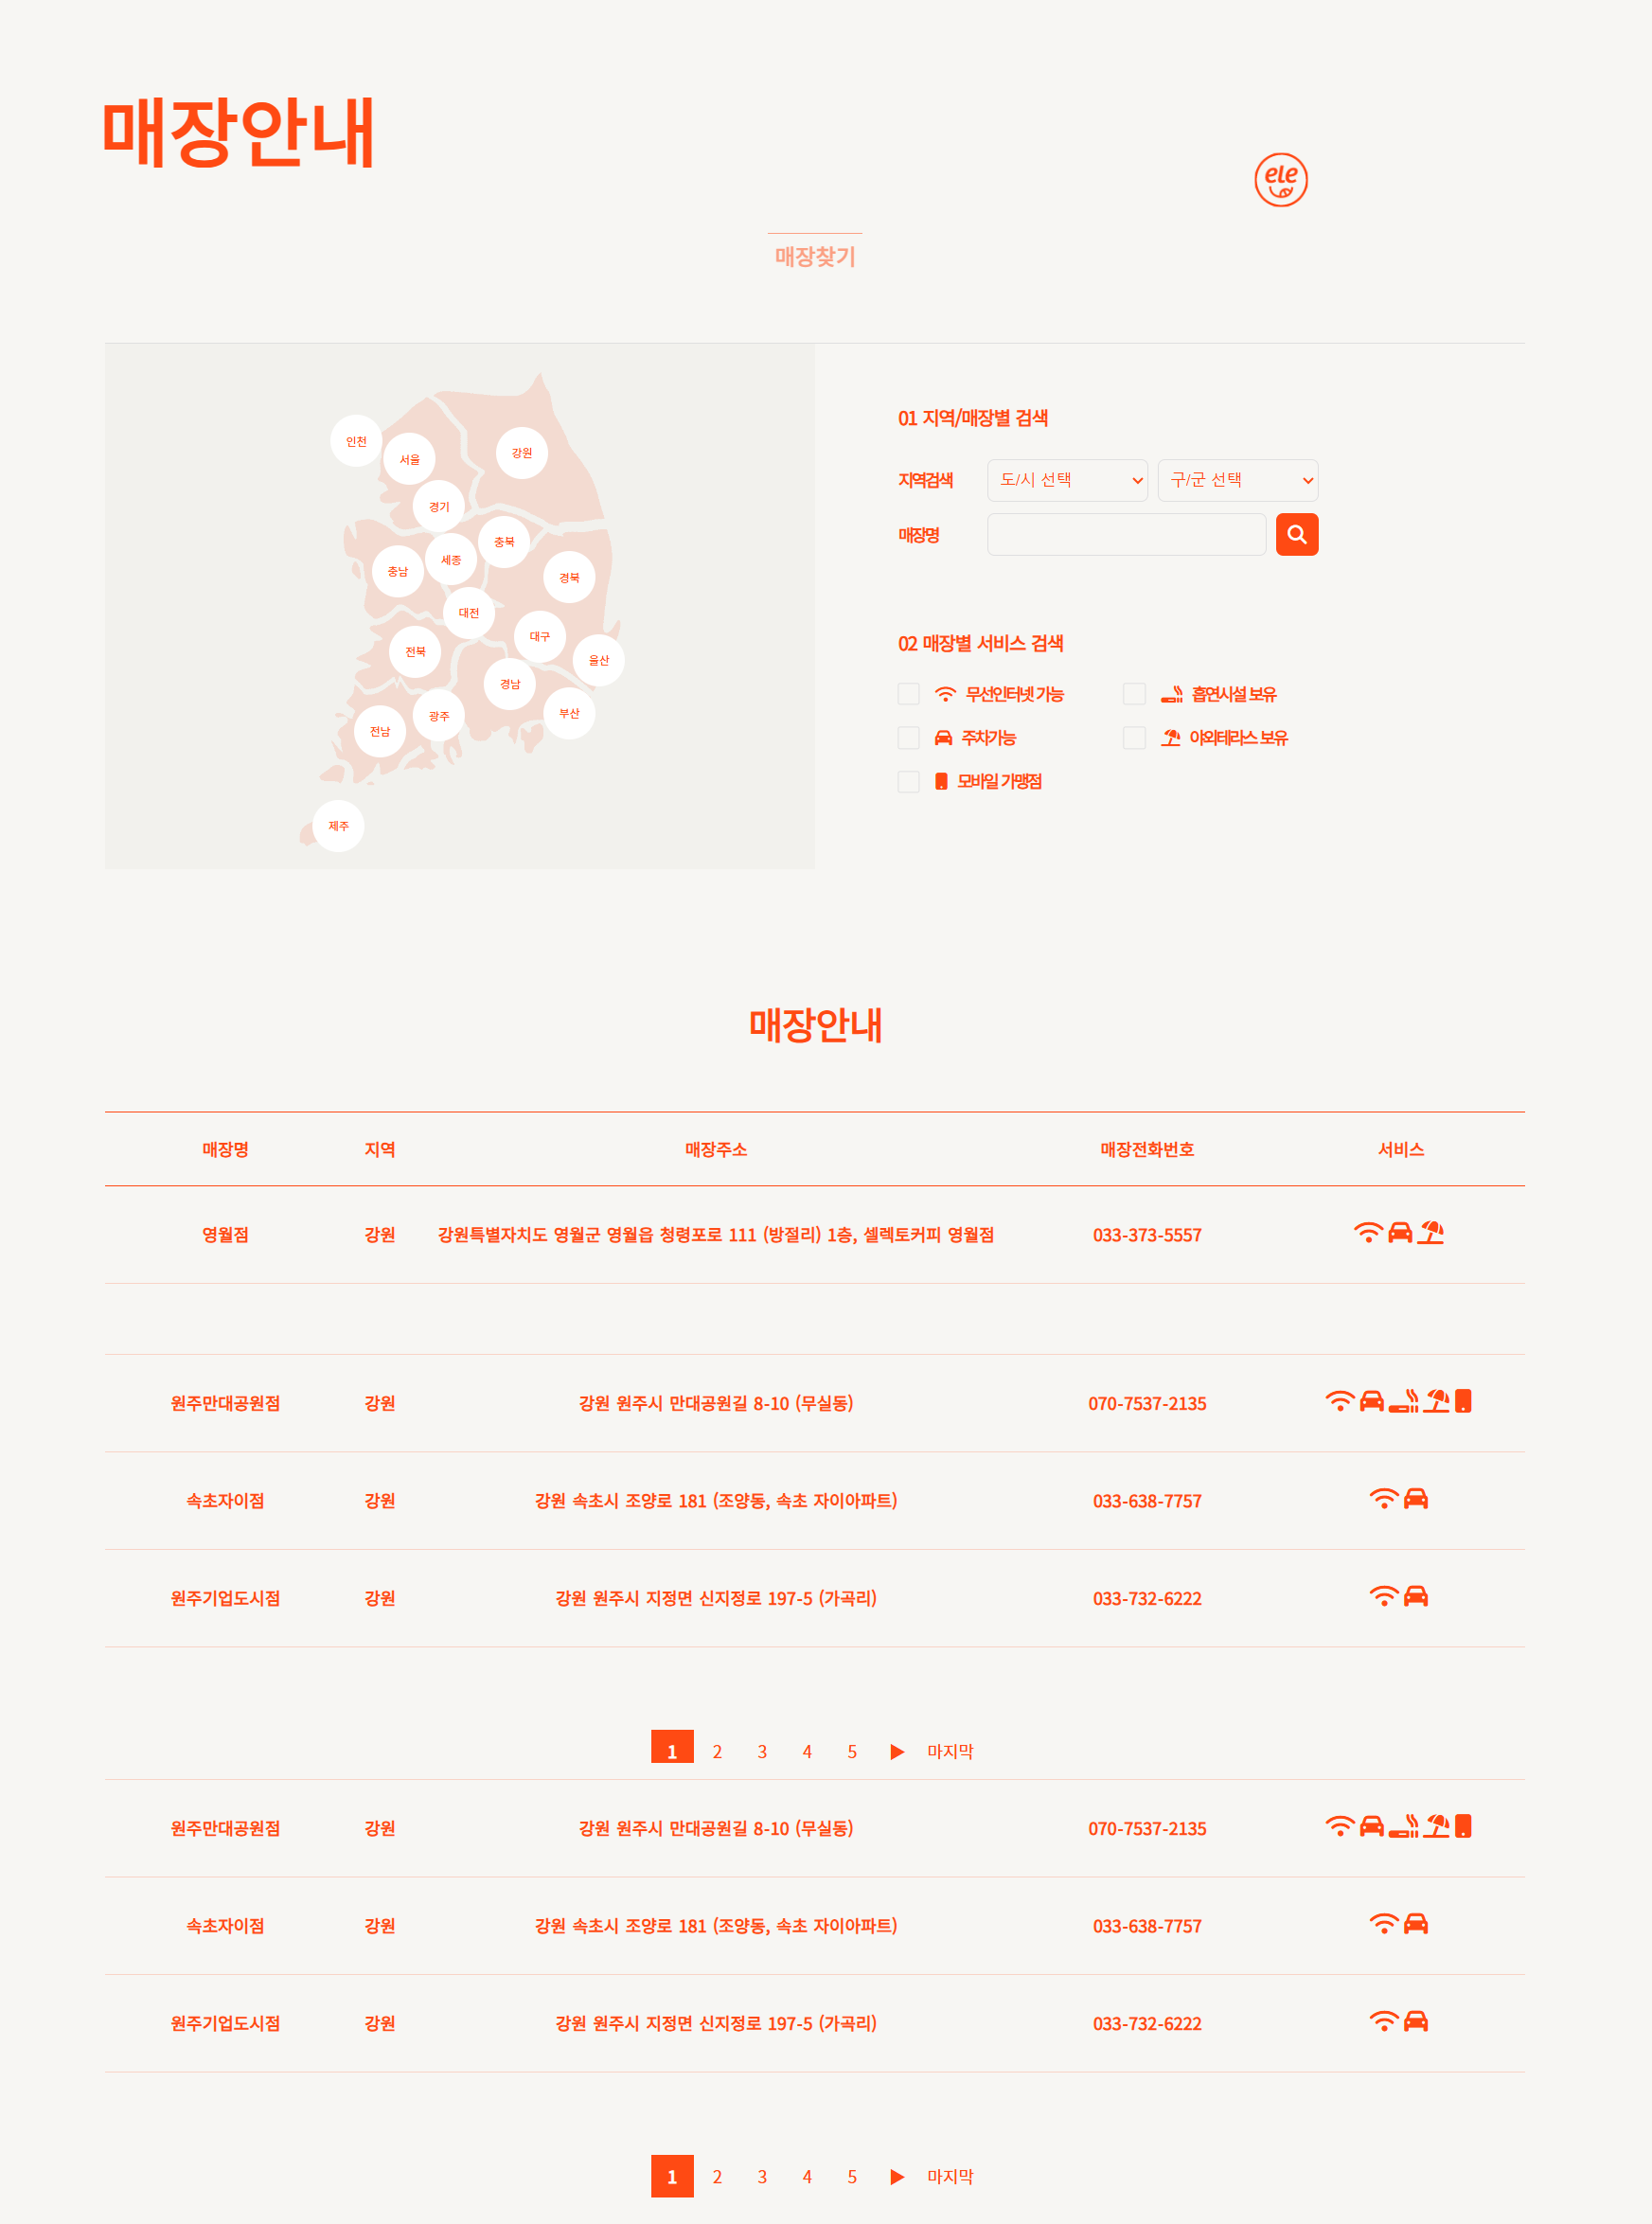 매장안내
ele
매장찾기
인천
서울
강원
경기
충북
세종
충남
경북
대전
대구
전북
울산
경남
부산
광주
전남
제주
01 지역/매장별 검색
지역검색 도/시 선택 구/군 선택
매장명
02 매장별 서비스 검색
무선인터넷 가능 흡연시설 보유
주차가능 야외테라스 보유
모바일 가맹점
매장안내
매장명 지역 매장주소 매장전화번호 서비스
영월점 강원 강원특별자치도 영월군 영월읍 청령포로 111 (방절리) 1층, 셀렉토커피 영월점 033-373-5557
원주만대공원점 강원 강원 원주시 만대공원길 8-10 (무실동) 070-7537-2135
속초자이점 강원 강원 속초시 조양로 181 (조양동, 속초 자이아파트) 033-638-7757
원주기업도시점 강원 강원 원주시 지정면 신지정로 197-5 (가곡리) 033-732-6222
1 2 3 4 5 ▶ 마지막
원주만대공원점 강원 강원 원주시 만대공원길 8-10 (무실동) 070-7537-2135
속초자이점 강원 강원 속초시 조양로 181 (조양동, 속초 자이아파트) 033-638-7757
원주기업도시점 강원 강원 원주시 지정면 신지정로 197-5 (가곡리) 033-732-6222
1 2 3 4 5 ▶ 마지막